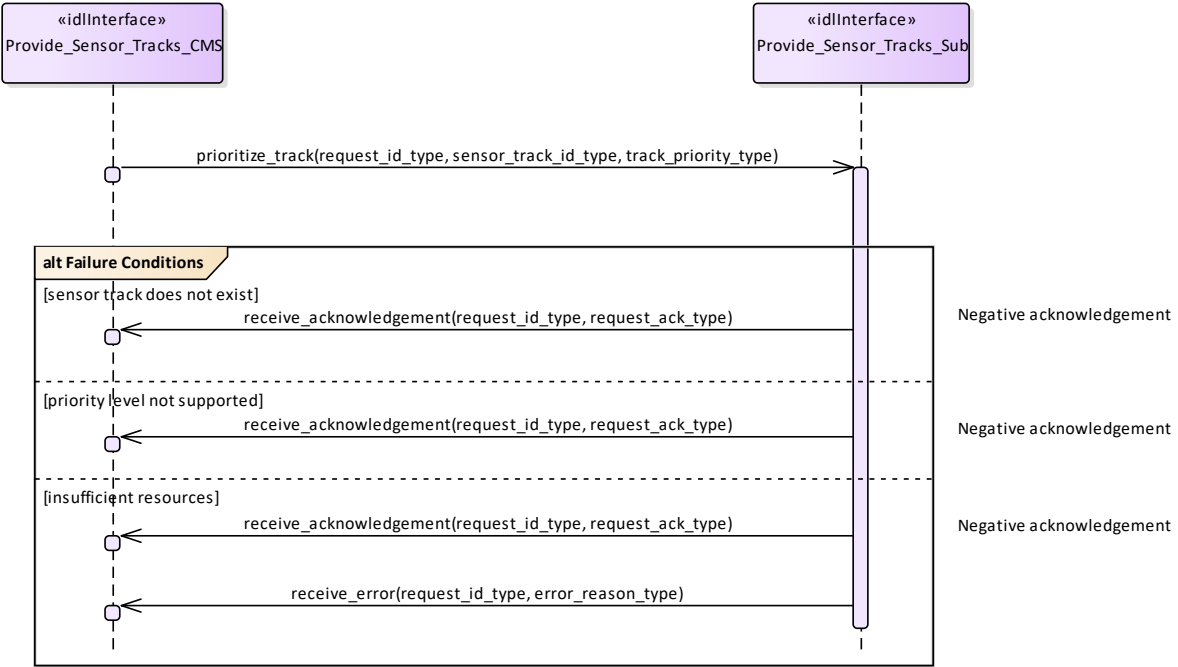 «idlInterface»
Provide_Sensor_Tracks_CMS
«idlInterface»
Provide_Sensor_Tracks_Sub
prioritize_track(request_id_type, sensor_track_id_type, track_priority_type)
alt Failure Conditions
[sensor track does not exist]
receive_acknowledgement(request_id_type, request_ack_type)
Negative acknowledgement
[priority level not supported]
receive_acknowledgement(request_id_type, request_ack_type)
Negative acknowledgement
[insufficient resources]
receive_acknowledgement(request_id_type, request_ack_type)
Negative acknowledgement
receive_error(request_id_type, error_reason_type)